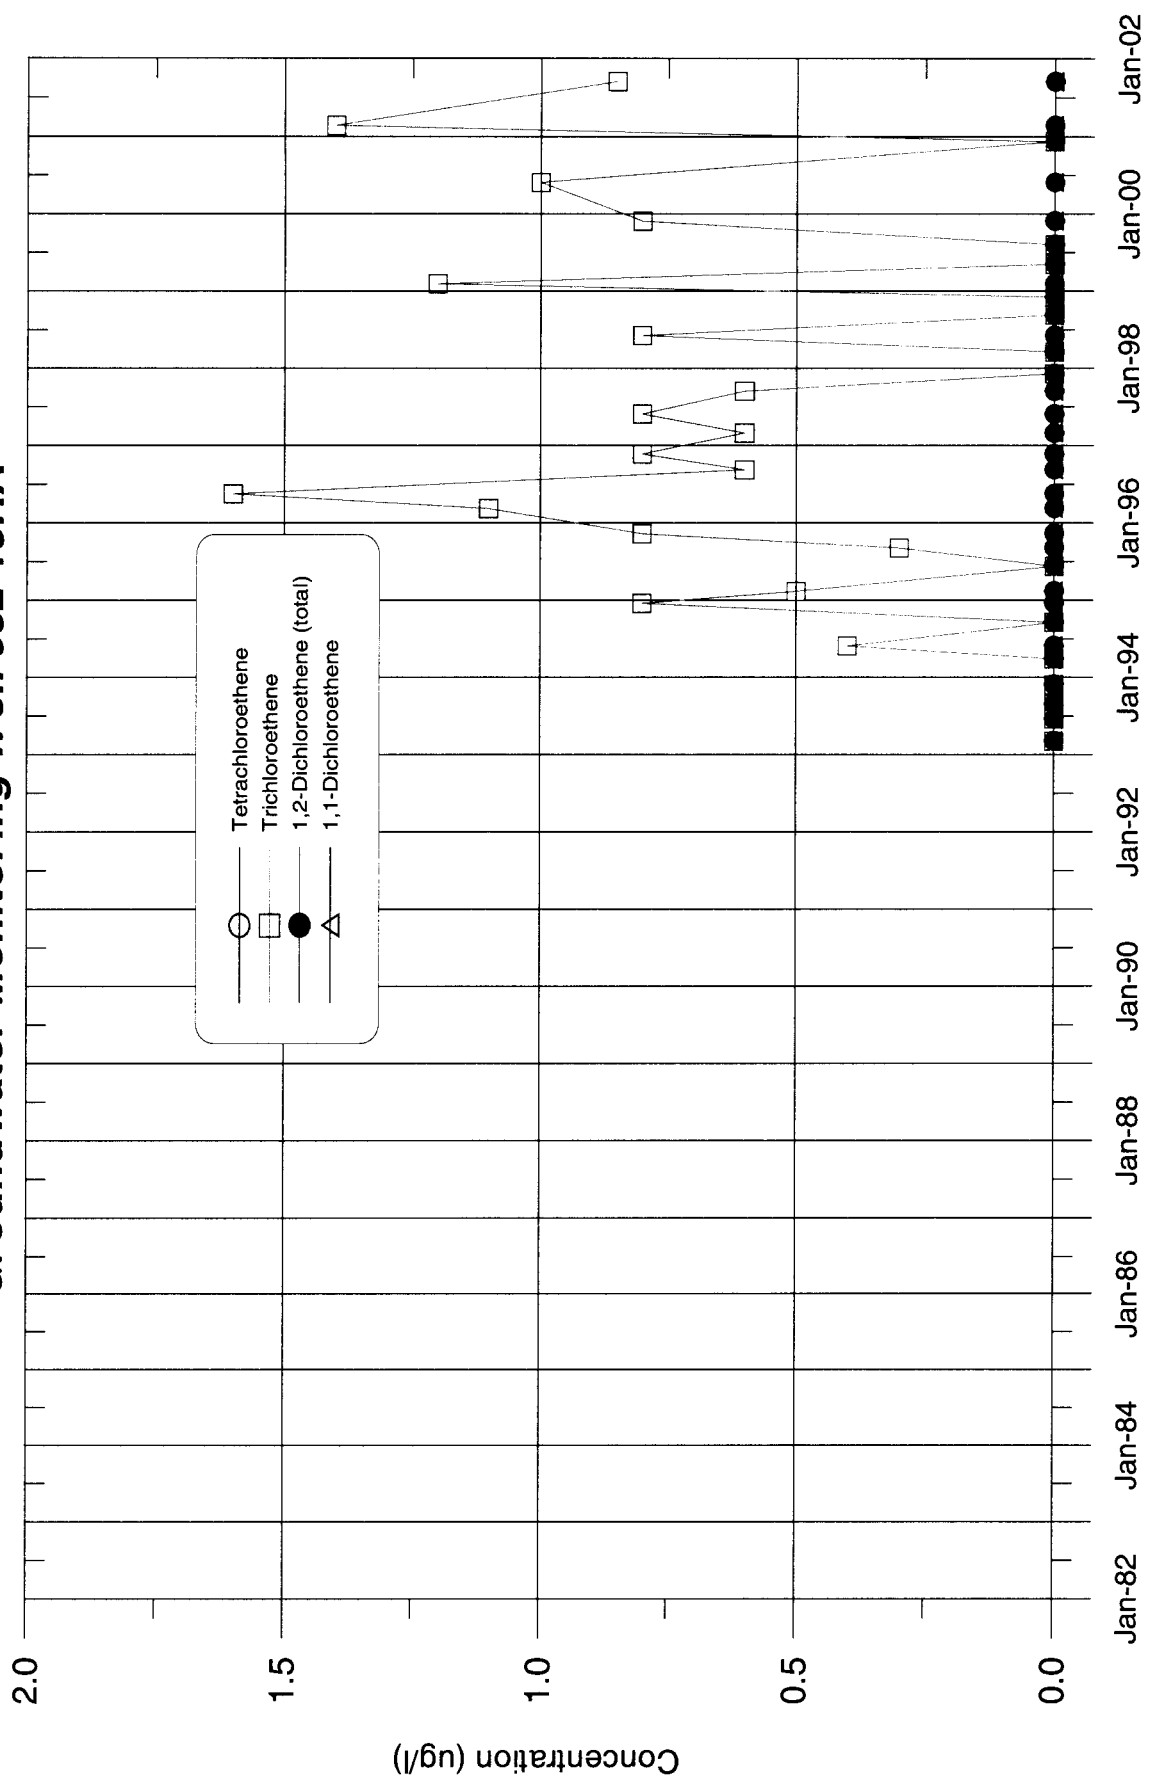 Concentration (ug/l)
2.0
1.5
1.0
0.5
0.0
Tetrachloroethene
Trichloroethene
1,2-Dichloroethene (total)
1,1-Dichloroethene
Jan-82
Jan-84
Jan-86
Jan-88
Jan-90
Jan-92
Jan-94
Jan-96
Jan-98
Jan-00
Jan-02